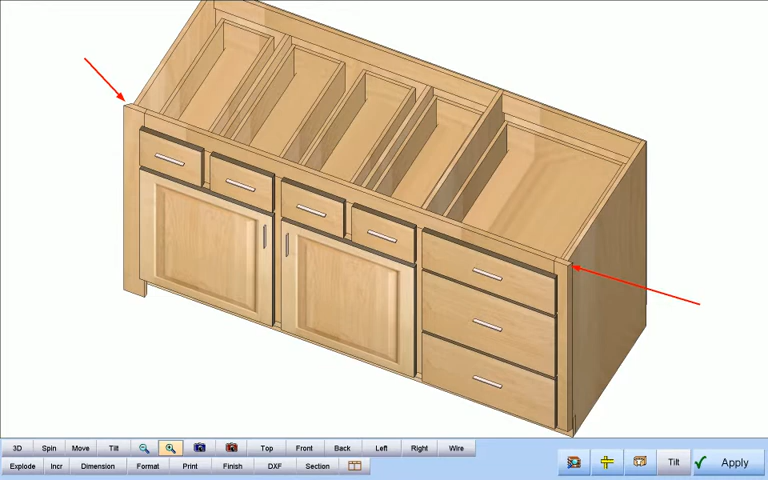 3D Spin Move Tilt Top Front Back Left Right Wire
Explode Incr Dimension Format Print Finish DXF Section Tilt Apply